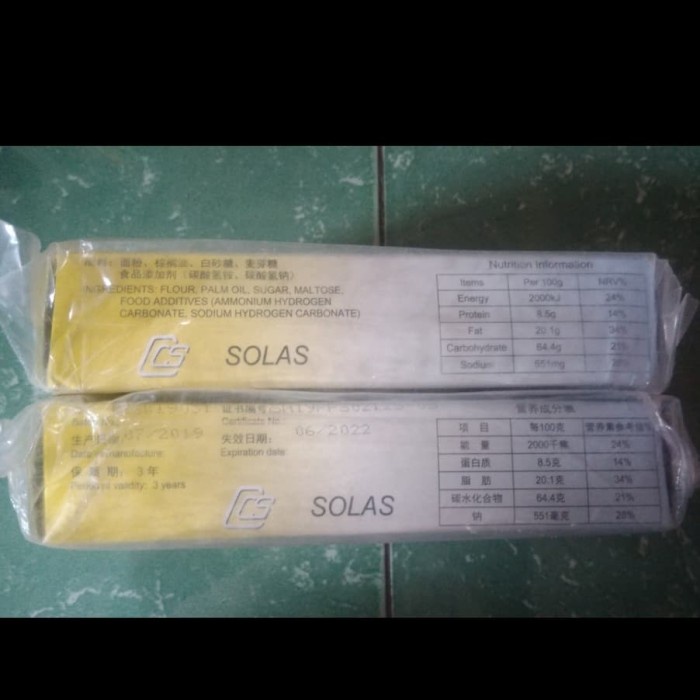 配料：面粉、棕榈油、白砂糖、麦芽糖
食品添加剂（碳酸氢铵、碳酸氢钠）
INGREDIENTS: FLOUR, PALM OIL, SUGAR, MALTOSE,
FOOD ADDITIVES (AMMONIUM HYDROGEN
CARBONATE, SODIUM HYDROGEN CARBONATE)
CCS SOLAS
Nutrition Information
Items Per 100g NRV%
Energy 2000kJ 24%
Protein 8.5g 14%
Fat 20.1g 34%
Carbohydrate 64.4g 21%
Sodium 551mg 28%
证书编号
Certificate No.
生产日期 07/2019 失效日期： 06/2022
Date of manufacture: Expiration date
保 质 期： 3 年
validity: 3 years
CCS SOLAS
营养成分表
项 目 每100克 营养素参考值%
能 量 2000千焦 24%
蛋白质 8.5克 14%
脂 肪 20.1克 34%
碳水化合物 64.4克 21%
钠 551毫克 28%